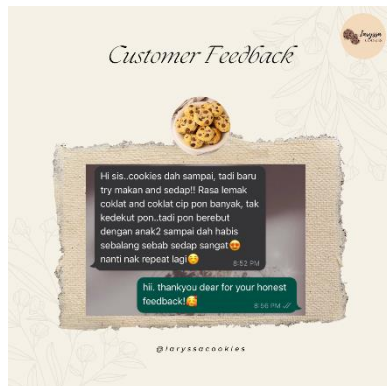 laryssa
COOKIES
Customer Feedback
Hi sis..cookies dah sampai, tadi baru
try makan and sedap!! Rasa lemak
coklat and coklat cip pon banyak, tak
kedekut pon..tadi pon berebut
dengan anak2 sampai dah habis
sebalang sebab sedap sangat😍
nanti nak repeat lagi☺️
8:52 PM
hii, thankyou dear for your honest
feedback!🥰
8:56 PM
@laryssacookies